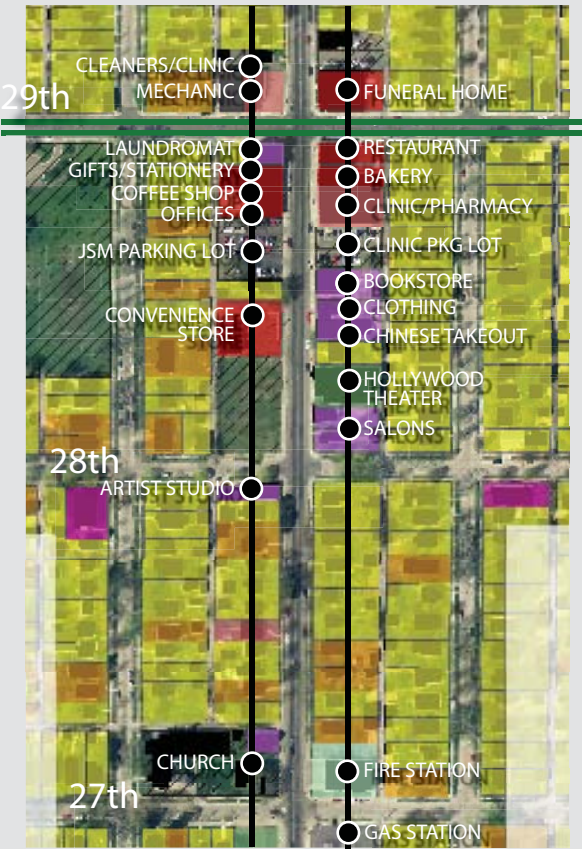 CLEANERS/CLINIC
MECHANIC
29th
FUNERAL HOME
LAUNDROMAT
GIFTS/STATIONERY
COFFEE SHOP
OFFICES
JSM PARKING LOT
CONVENIENCE
STORE
RESTAURANT
BAKERY
CLINIC/PHARMACY
CLINIC PKG LOT
BOOKSTORE
CLOTHING
CHINESE TAKEOUT
HOLLYWOOD
THEATER
SALONS
28th
ARTIST STUDIO
CHURCH
FIRE STATION
27th
GAS STATION